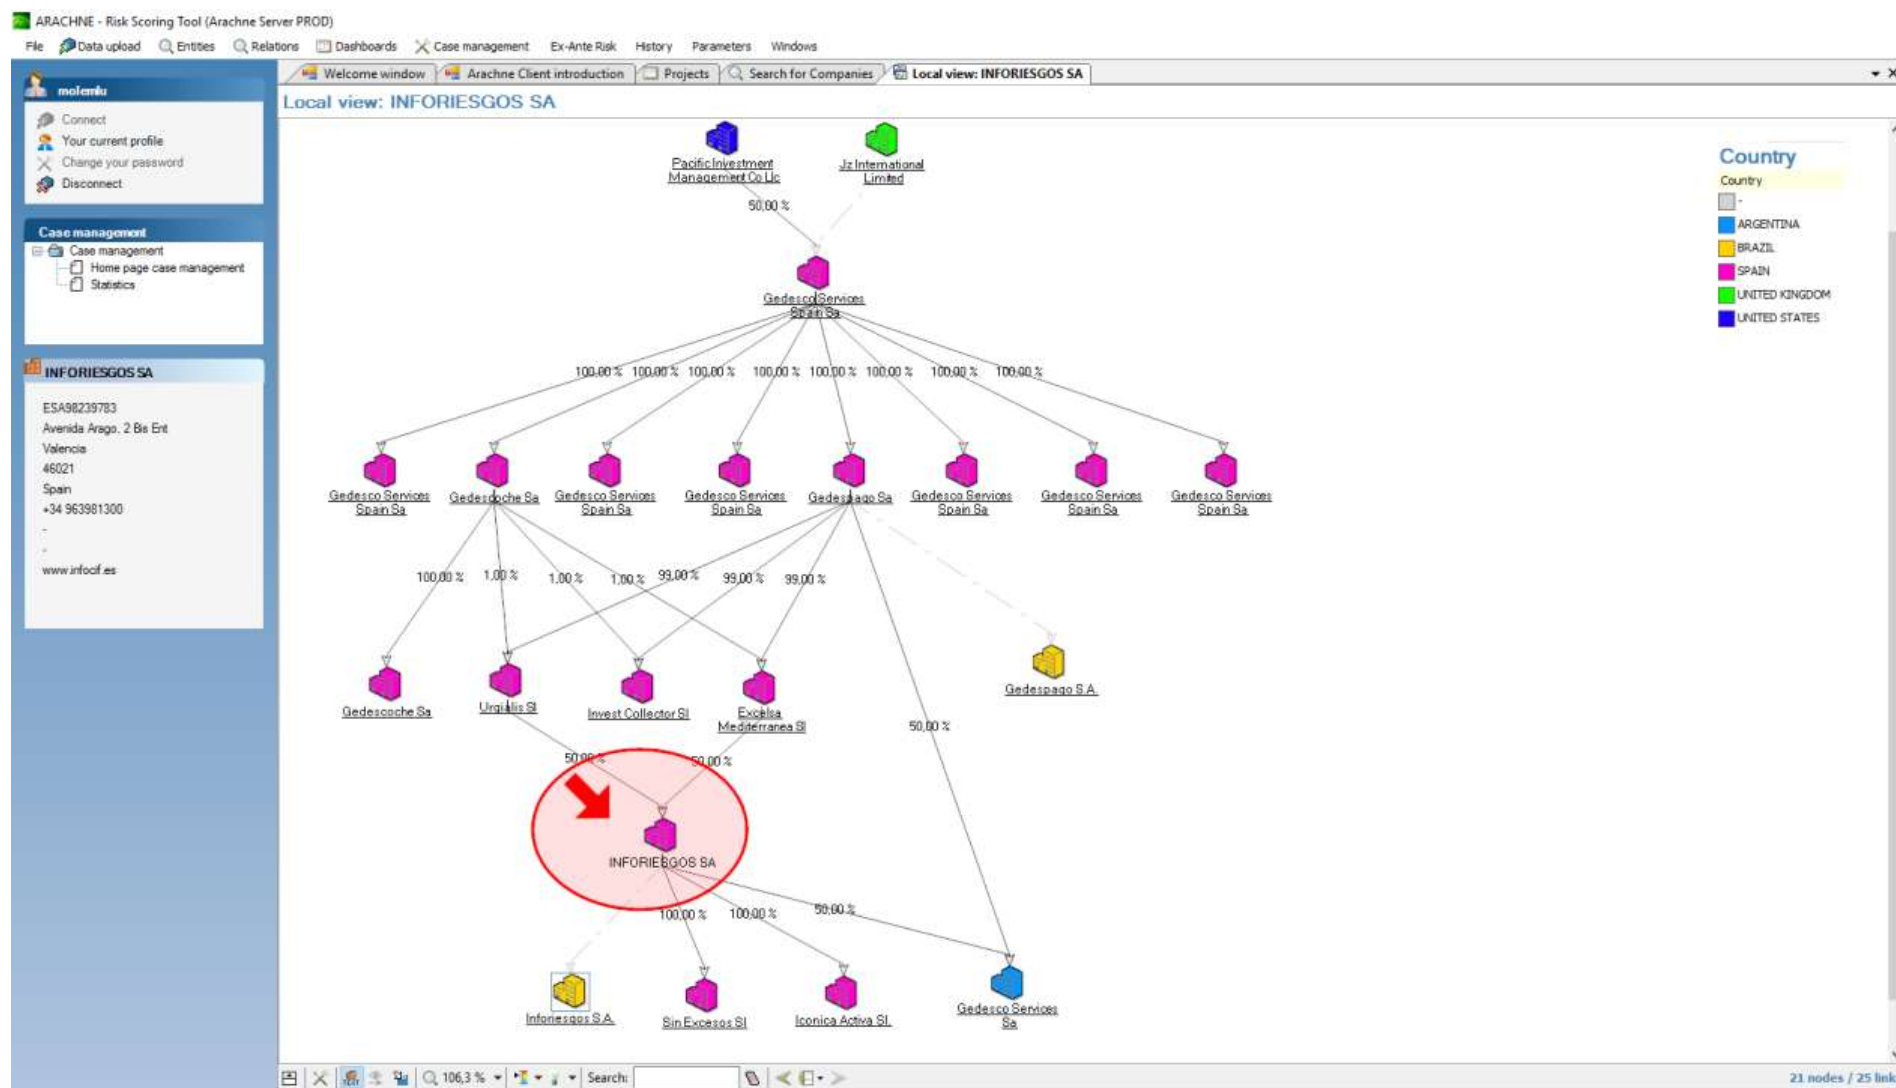 ARACHNE - Risk Scoring Tool (Arachne Server PROD)
File Data upload Entities Relations Dashboards Case management Ex-Ante Risk History Parameters Windows
Welcome window Arachne Client introduction Projects Search for Companies Local view: INFORIESGOS SA
molemlu
Connect
Your current profile
Change your password
Disconnect
Case management
Case management
Home page case management
Statistics
INFORIESGOS SA
ESA98239783
Avenida Arago, 2 Bis Ent
Valencia
46021
Spain
+34 963981300
-
-
www.infocif.es
Local view: INFORIESGOS SA
Pacific Investment
Management Co Llc
Jz International
Limited
50,00 %
Gedesco Services
Spain Sa
100,00 % 100,00 % 100,00 % 100,00 % 100,00 % 100,00 % 100,00 % 100,00 %
Gedesco Services
Spain Sa
Gedescoche Sa
Gedesco Services
Spain Sa
Gedesco Services
Spain Sa
Gedespago Sa
Gedesco Services
Spain Sa
Gedesco Services
Spain Sa
Gedesco Services
Spain Sa
100,00 % 1,00 % 1,00 % 1,00 % 99,00 % 99,00 % 99,00 %
Gedescoche Sa
Urgialis Sl
Invest Collector Sl
Excelsa
Mediterranea Sl
Gedespago S.A.
50,00 %
50,00 % 50,00 %
INFORIESGOS SA
100,00 % 100,00 % 50,00 %
Inforiesgos S.A.
Sin Excesos Sl
Iconica Activa SL
Gedesco Services
Sa
Country
Country
-
ARGENTINA
BRAZIL
SPAIN
UNITED KINGDOM
UNITED STATES
106,3 % Search:
21 nodes / 25 link